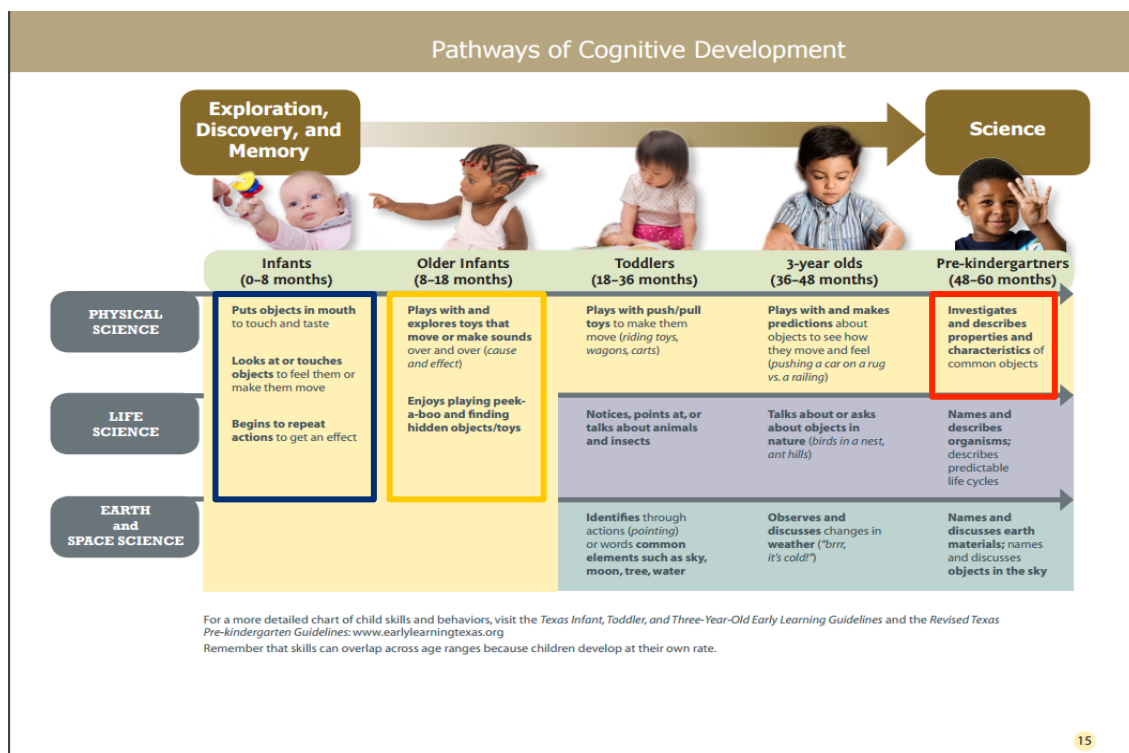 Pathways of Cognitive Development
Exploration,
Discovery, and
Memory
Science
Infants
(0–8 months)
Older Infants
(8–18 months)
Toddlers
(18–36 months)
3-year olds
(36–48 months)
Pre-kindergartners
(48–60 months)
PHYSICAL
SCIENCE
Puts objects in mouth
to touch and taste
Looks at or touches
objects to feel them or
make them move
Begins to repeat
actions to get an effect
Plays with and
explores toys that
move or make sounds
over and over (cause
and effect)
Enjoys playing peek-
a-boo and finding
hidden objects/toys
Plays with push/pull
toys to make them
move (riding toys,
wagons, carts)
Plays with and makes
predictions about
objects to see how
they move and feel
(pushing a car on a rug
vs. a railing)
Investigates
and describes
properties and
characteristics of
common objects
LIFE
SCIENCE
Notices, points at, or
talks about animals
and insects
Talks about or asks
about objects in
nature (birds in a nest,
ant hills)
Names and
describes
organisms;
describes
predictable
life cycles
EARTH
and
SPACE SCIENCE
Identifies through
actions (pointing)
or words common
elements such as sky,
moon, tree, water
Observes and
discusses changes in
weather ("brrr,
it's cold!")
Names and
discusses earth
materials; names
and discusses
objects in the sky
For a more detailed chart of child skills and behaviors, visit the Texas Infant, Toddler, and Three-Year-Old Early Learning Guidelines and the Revised Texas
Pre-kindergarten Guidelines: www.earlylearningtexas.org
Remember that skills can overlap across age ranges because children develop at their own rate.
15